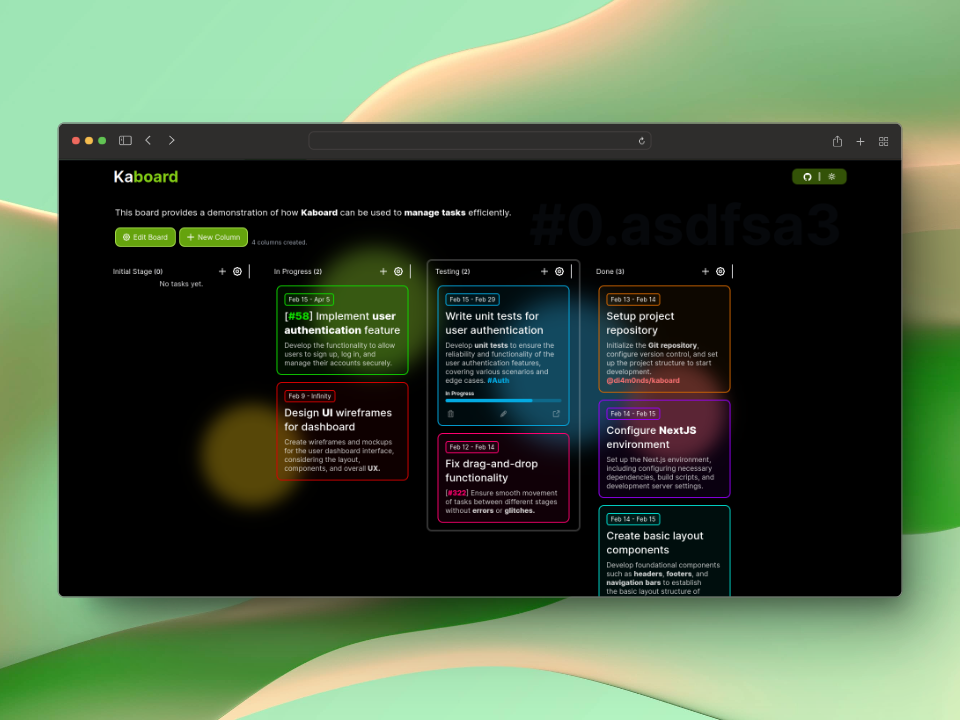 Kaboard
#0.asdfsa3
This board provides a demonstration of how Kaboard can be used to manage tasks efficiently.
Edit Board
New Column
4 columns created.
Initial Stage (0)
No tasks yet.
In Progress (2)
Feb 15 - Apr 5
[#58] Implement user
authentication feature
Develop the functionality to allow
users to sign up, log in, and
manage their accounts securely.
Feb 9 - Infinity
Design UI wireframes
for dashboard
Create wireframes and mockups
for the user dashboard interface,
considering the layout,
components, and overall UX.
Testing (2)
Feb 15 - Feb 29
Write unit tests for
user authentication
Develop unit tests to ensure the
reliability and functionality of the
user authentication features,
covering various scenarios and
edge cases. #Auth
In Progress
Feb 12 - Feb 14
Fix drag-and-drop
functionality
[#322] Ensure smooth movement
of tasks between different stages
without errors or glitches.
Done (3)
Feb 13 - Feb 14
Setup project
repository
Initialize the Git repository,
configure version control, and set
up the project structure to start
development.
@di4m0nds/kaboard
Feb 14 - Feb 15
Configure NextJS
environment
Set up the Next.js environment,
including configuring necessary
dependencies, build scripts, and
development server settings.
Feb 14 - Feb 15
Create basic layout
components
Develop foundational components
such as headers, footers, and
navigation bars to establish
the basic layout structure of